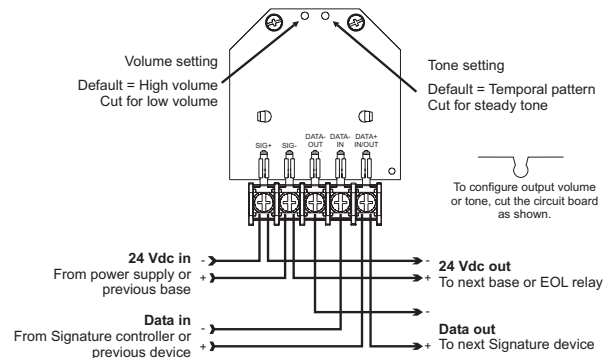 Volume setting
Default = High volume
Cut for low volume
Tone setting
Default = Temporal pattern
Cut for steady tone
SIG+
SIG-
DATA-
OUT
DATA-
IN
DATA+
IN/OUT
To configure output volume
or tone, cut the circuit board
as shown.
24 Vdc in
-
From power supply or
previous base
+
-
24 Vdc out
+
To next base or EOL relay
Data in
-
From Signature controller or
previous device
+
-
Data out
+
To next Signature device